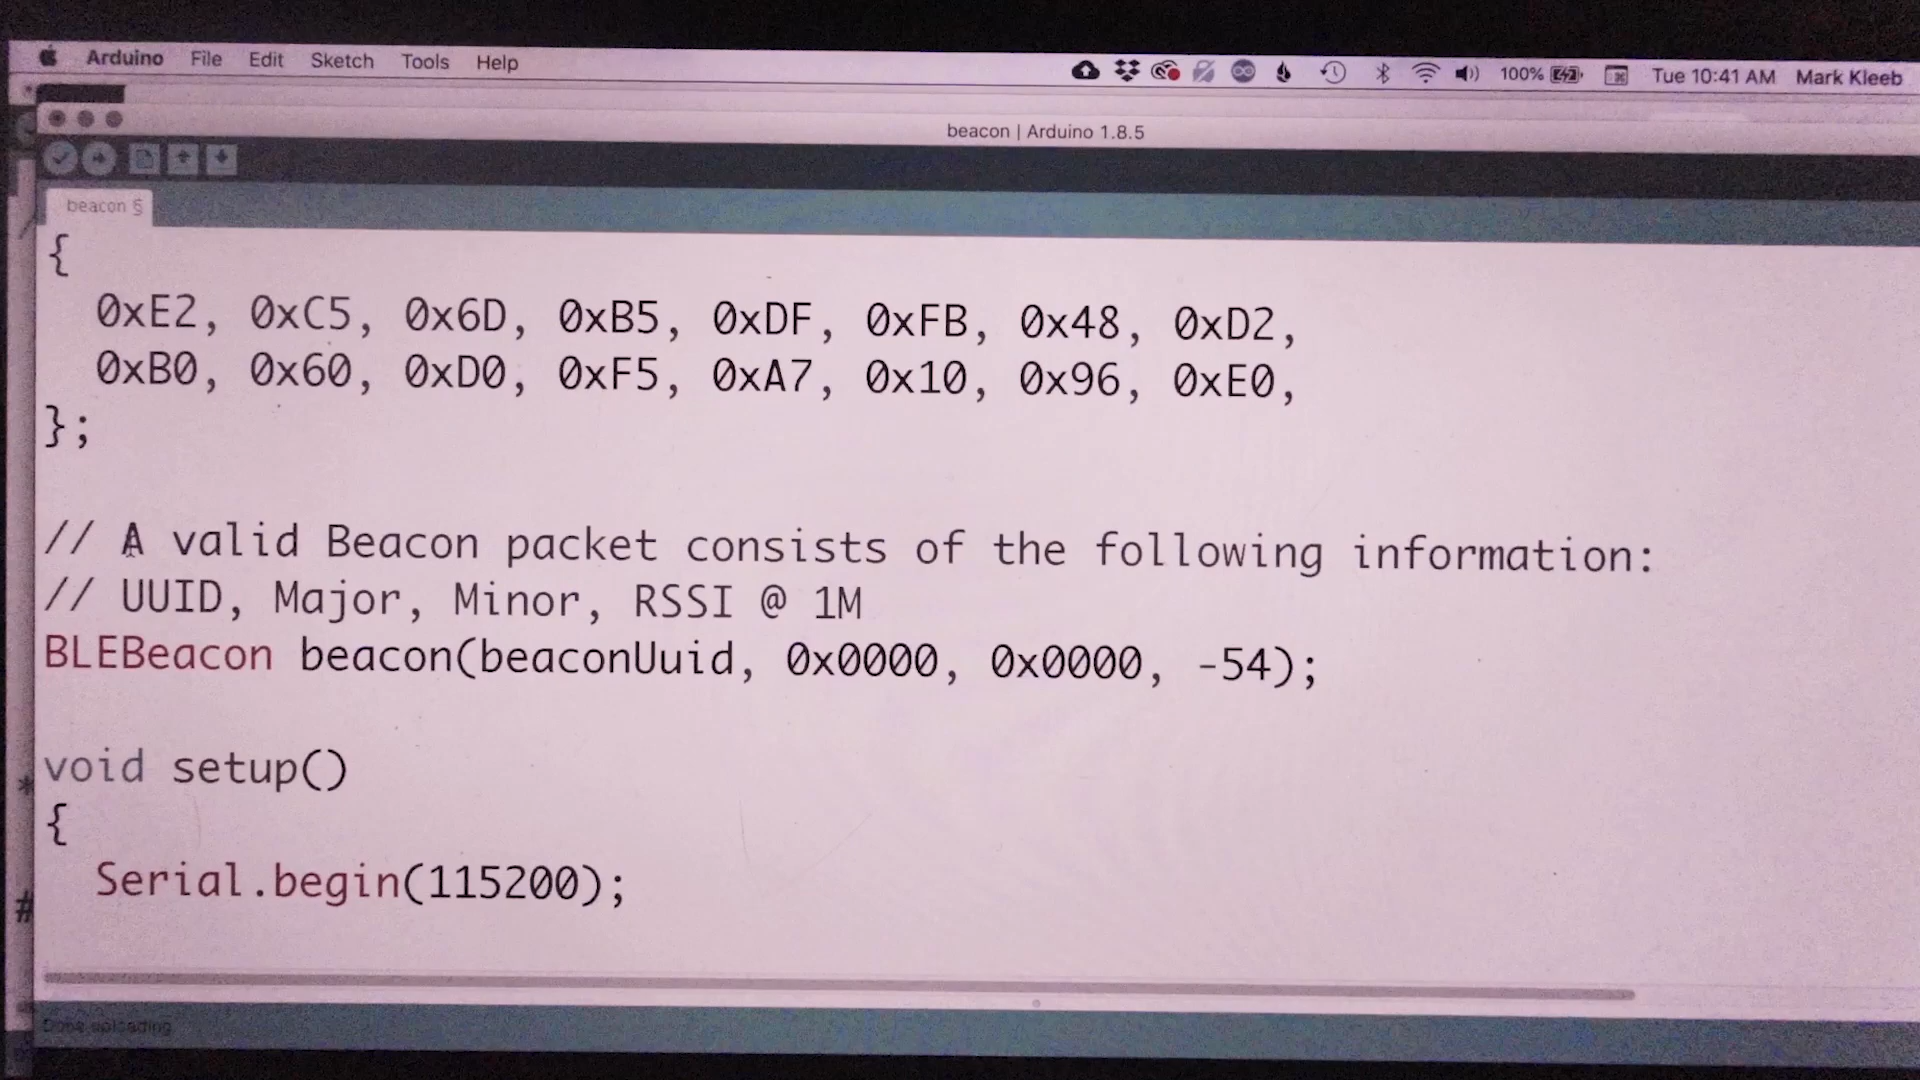 Arduino File Edit Sketch Tools Help 100% Tue 10:41 AM Mark Kleeb
beacon | Arduino 1.8.5
beacon §
{
0xE2, 0xC5, 0x6D, 0xB5, 0xDF, 0xFB, 0x48, 0xD2,
0xB0, 0x60, 0xD0, 0xF5, 0xA7, 0x10, 0x96, 0xE0,
};
// A valid Beacon packet consists of the following information:
// UUID, Major, Minor, RSSI @ 1M
BLEBeacon beacon(beaconUuid, 0x0000, 0x0000, -54);
void setup()
{
Serial.begin(115200);
Done uploading